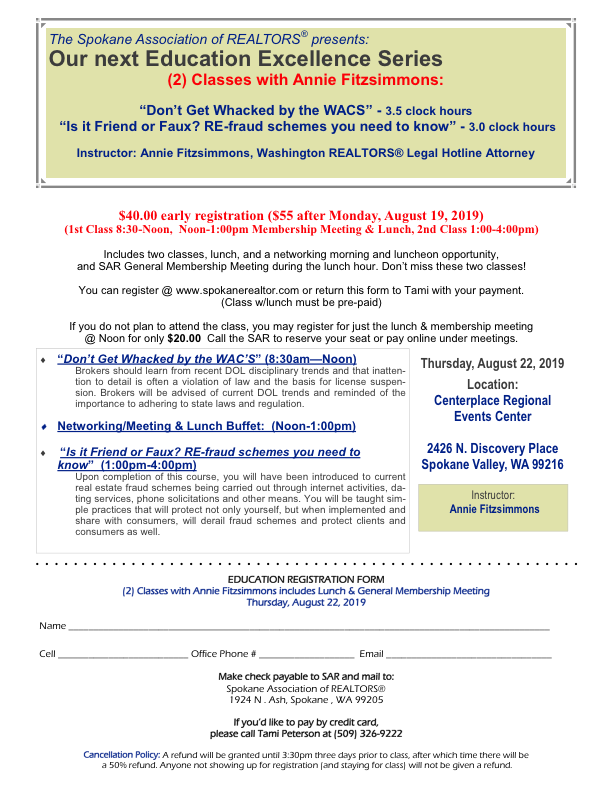 The Spokane Association of REALTORS® presents:
Our next Education Excellence Series
(2) Classes with Annie Fitzsimmons:
“Don’t Get Whacked by the WACS” - 3.5 clock hours
“Is it Friend or Faux? RE-fraud schemes you need to know” - 3.0 clock hours
Instructor: Annie Fitzsimmons, Washington REALTORS® Legal Hotline Attorney
$40.00 early registration ($55 after Monday, August 19, 2019)
(1st Class 8:30-Noon, Noon-1:00pm Membership Meeting & Lunch, 2nd Class 1:00-4:00pm)
Includes two classes, lunch, and a networking morning and luncheon opportunity,
and SAR General Membership Meeting during the lunch hour. Don’t miss these two classes!
You can register @ www.spokanerealtor.com or return this form to Tami with your payment.
(Class w/lunch must be pre-paid)
If you do not plan to attend the class, you may register for just the lunch & membership meeting
@ Noon for only $20.00 Call the SAR to reserve your seat or pay online under meetings.
♦ “Don’t Get Whacked by the WAC’S” (8:30am—Noon)
Brokers should learn from recent DOL disciplinary trends and that inatten-
tion to detail is often a violation of law and the basis for license suspen-
sion. Brokers will be advised of current DOL trends and reminded of the
importance to adhering to state laws and regulation.
♦ Networking/Meeting & Lunch Buffet: (Noon-1:00pm)
♦ “Is it Friend or Faux? RE-fraud schemes you need to
know” (1:00pm-4:00pm)
Upon completion of this course, you will have been introduced to current
real estate fraud schemes being carried out through internet activities, da-
ting services, phone solicitations and other means. You will be taught sim-
ple practices that will protect not only yourself, but when implemented and
share with consumers, will derail fraud schemes and protect clients and
consumers as well.
Thursday, August 22, 2019
Location:
Centerplace Regional
Events Center
2426 N. Discovery Place
Spokane Valley, WA 99216
Instructor:
Annie Fitzsimmons
EDUCATION REGISTRATION FORM
(2) Classes with Annie Fitzsimmons includes Lunch & General Membership Meeting
Thursday, August 22, 2019
Name
Cell Office Phone # Email
Make check payable to SAR and mail to:
Spokane Association of REALTORS®
1924 N . Ash, Spokane , WA 99205
If you’d like to pay by credit card,
please call Tami Peterson at (509) 326-9222
Cancellation Policy: A refund will be granted until 3:30pm three days prior to class, after which time there will be
a 50% refund. Anyone not showing up for registration (and staying for class) will not be given a refund.